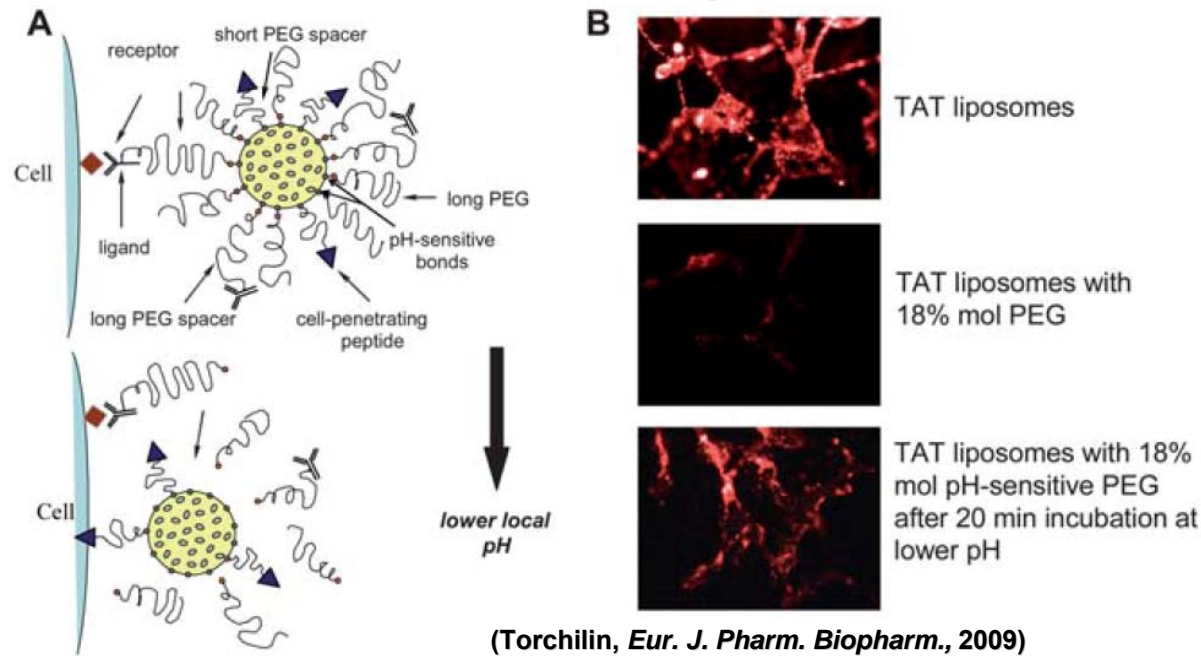 A
receptor
short PEG spacer
Cell
ligand
long PEG
pH-sensitive
bonds
long PEG spacer
cell-penetrating
peptide
Cell
lower local
pH
B
TAT liposomes
TAT liposomes with
18% mol PEG
TAT liposomes with 18%
mol pH-sensitive PEG
after 20 min incubation at
lower pH
(Torchilin, Eur. J. Pharm. Biopharm., 2009)